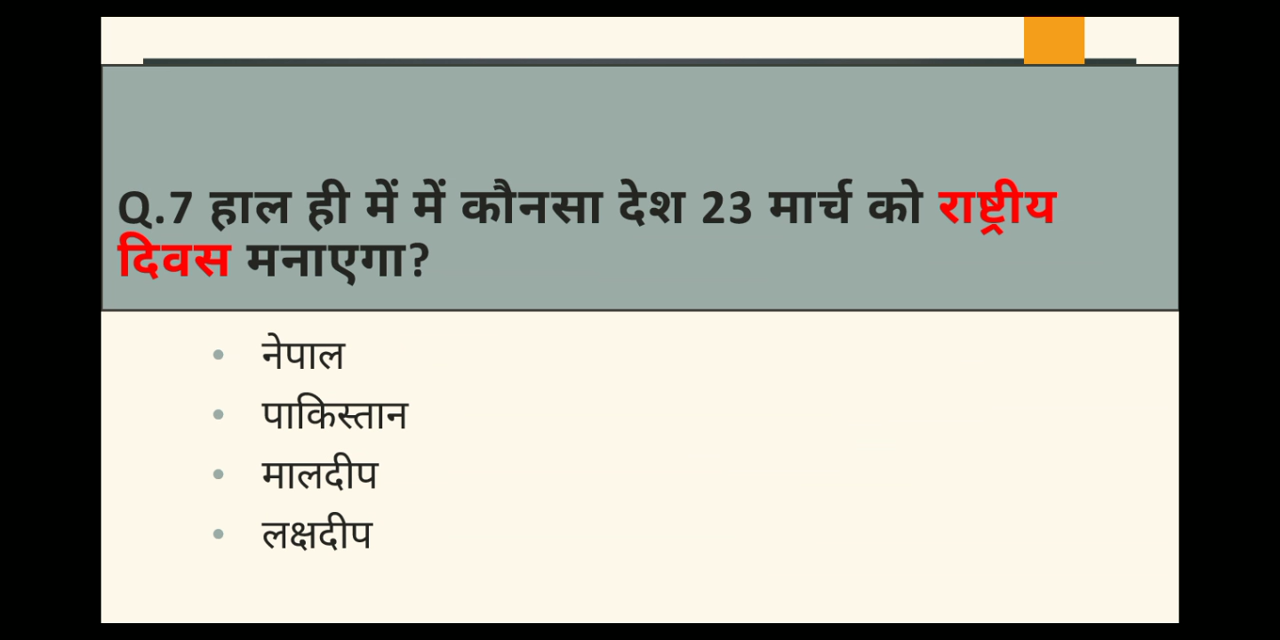 Q.7 हाल ही में में कौनसा देश 23 मार्च को राष्ट्रीय
दिवस मनाएगा?
नेपाल
पाकिस्तान
मालदीप
लक्षदीप